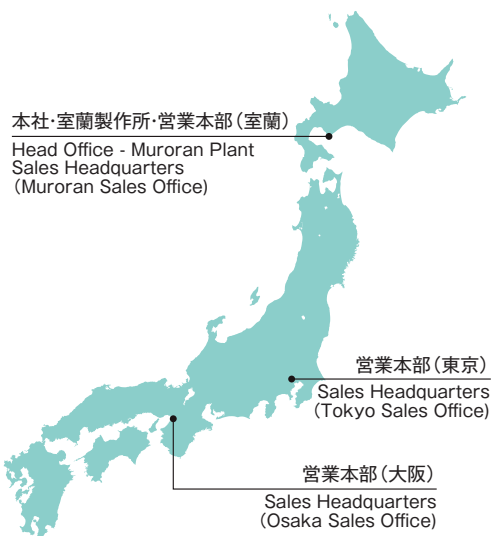 本社・室蘭製作所・営業本部（室蘭）
Head Office - Muroran Plant
Sales Headquarters
（Muroran Sales Office）
営業本部（東京）
Sales Headquarters
（Tokyo Sales Office）
営業本部（大阪）
Sales Headquarters
（Osaka Sales Office）